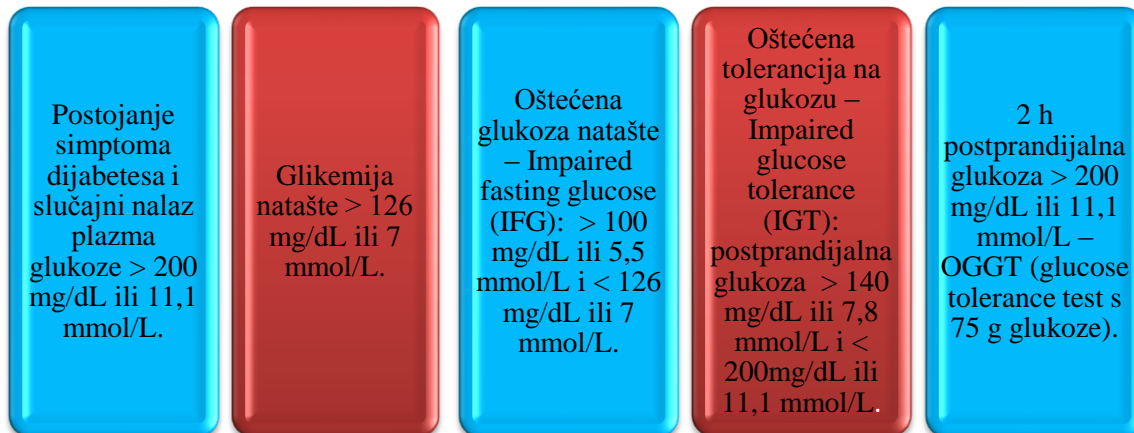 Postojanje
simptoma
dijabetesa i
slučajni nalaz
plazma
glukoze > 200
mg/dL ili 11,1
mmol/L.
Glikemija
natašte > 126
mg/dL ili 7
mmol/L.
Oštećena
glukoza natašte
– Impaired
fasting glucose
(IFG):  > 100
mg/dL ili 5,5
mmol/L i < 126
mg/dL ili 7
mmol/L.
Oštećena
tolerancija na
glukozu –
Impaired
glucose
tolerance
(IGT):
postprandijalna
glukoza  > 140
mg/dL ili 7,8
mmol/L i <
200mg/dL ili
11,1 mmol/L.
2 h
postprandijalna
glukoza > 200
mg/dL ili 11,1
mmol/L –
OGGT (glucose
tolerance test s
75 g glukoze).